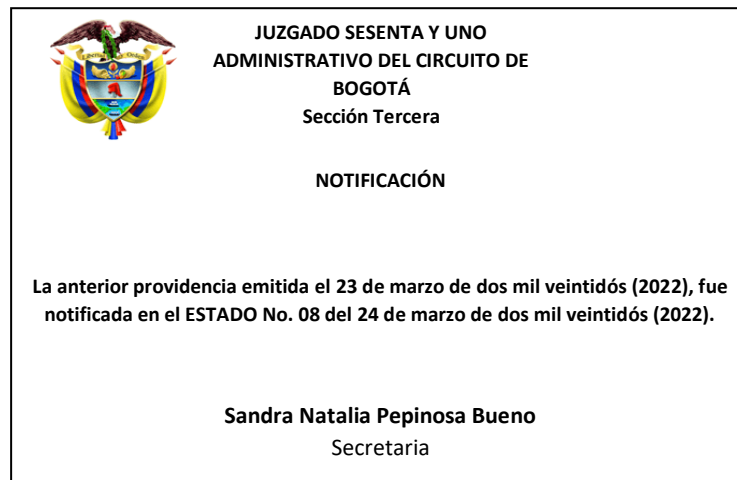 JUZGADO SESENTA Y UNO
ADMINISTRATIVO DEL CIRCUITO DE
BOGOTÁ
Sección Tercera
NOTIFICACIÓN
La anterior providencia emitida el 23 de marzo de dos mil veintidós (2022), fue
notificada en el ESTADO No. 08 del 24 de marzo de dos mil veintidós (2022).
Sandra Natalia Pepinosa Bueno
Secretaria